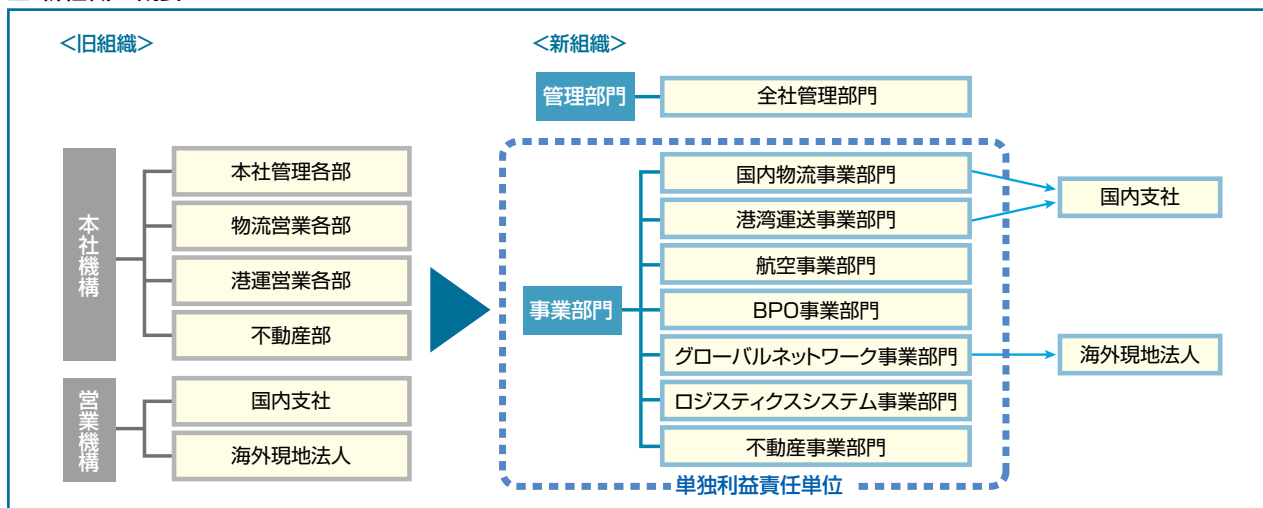 ＜旧組織＞
本社機構
本社管理各部
物流営業各部
港運営業各部
不動産部
営業機構
国内支社
海外現地法人
＜新組織＞
管理部門
全社管理部門
事業部門
国内物流事業部門
港湾運送事業部門
航空事業部門
BPO事業部門
グローバルネットワーク事業部門
ロジスティクスシステム事業部門
不動産事業部門
単独利益責任単位
国内支社
海外現地法人